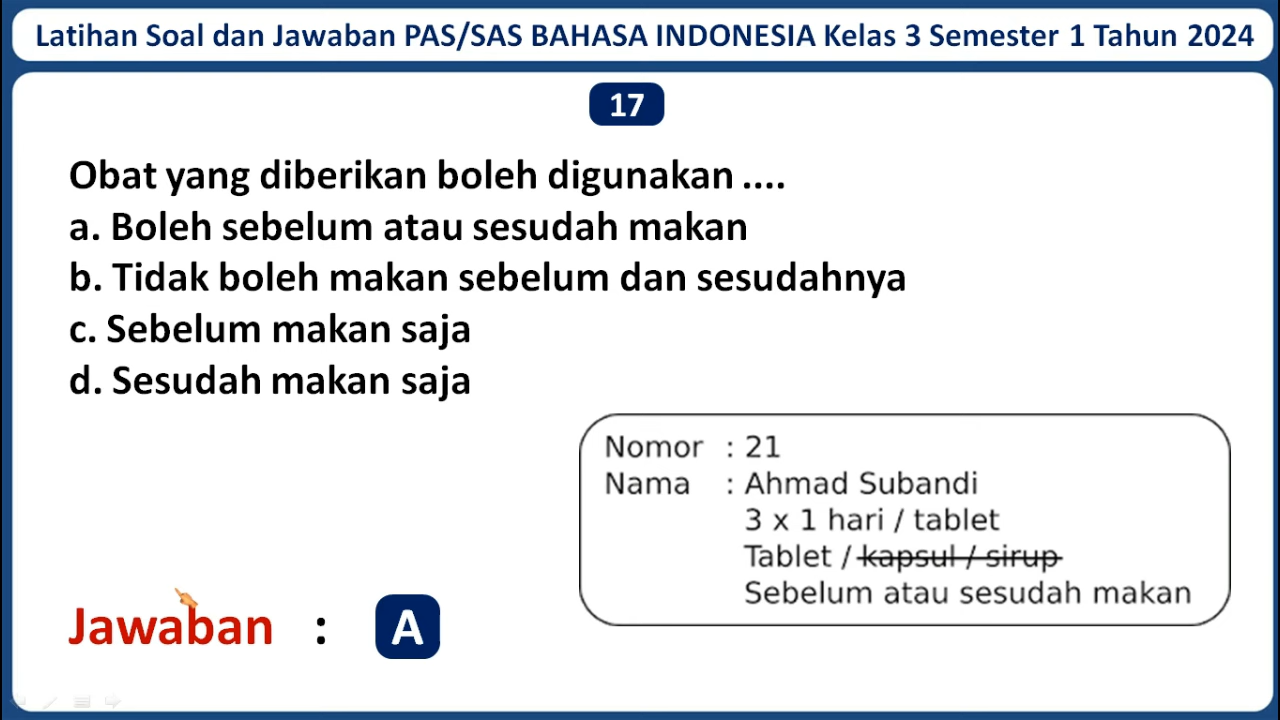 Latihan Soal dan Jawaban PAS/SAS BAHASA INDONESIA Kelas 3 Semester 1 Tahun 2024
17
Obat yang diberikan boleh digunakan ....
a. Boleh sebelum atau sesudah makan
b. Tidak boleh makan sebelum dan sesudahnya
c. Sebelum makan saja
d. Sesudah makan saja
Nomor : 21
Nama : Ahmad Subandi
3 x 1 hari / tablet
Tablet / kapsul / sirup
Sebelum atau sesudah makan
Jawaban : A